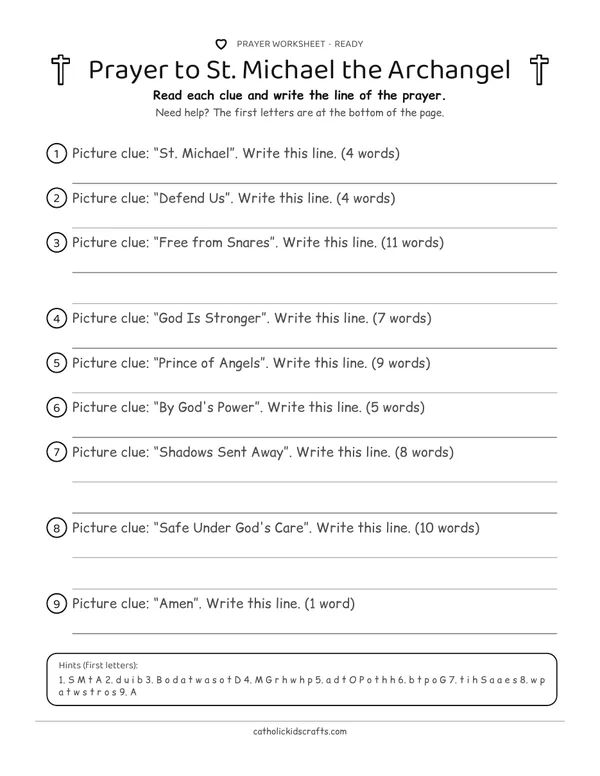 PRAYER WORKSHEET · READY
Prayer to St. Michael the Archangel
Read each clue and write the line of the prayer.
Need help? The first letters are at the bottom of the page.
1 Picture clue: “St. Michael”. Write this line. (4 words)
2 Picture clue: “Defend Us”. Write this line. (4 words)
3 Picture clue: “Free from Snares”. Write this line. (11 words)
4 Picture clue: “God Is Stronger”. Write this line. (7 words)
5 Picture clue: “Prince of Angels”. Write this line. (9 words)
6 Picture clue: “By God's Power”. Write this line. (5 words)
7 Picture clue: “Shadows Sent Away”. Write this line. (8 words)
8 Picture clue: “Safe Under God's Care”. Write this line. (10 words)
9 Picture clue: “Amen”. Write this line. (1 word)
Hints (first letters):
1. S M t A 2. d u i b 3. B o d a t w a s o t D 4. M G r h w h p 5. a d t O P o t h h 6. b t p o G 7. t i h S a a e s 8. w p
a t w s t r o s 9. A
catholickidscrafts.com